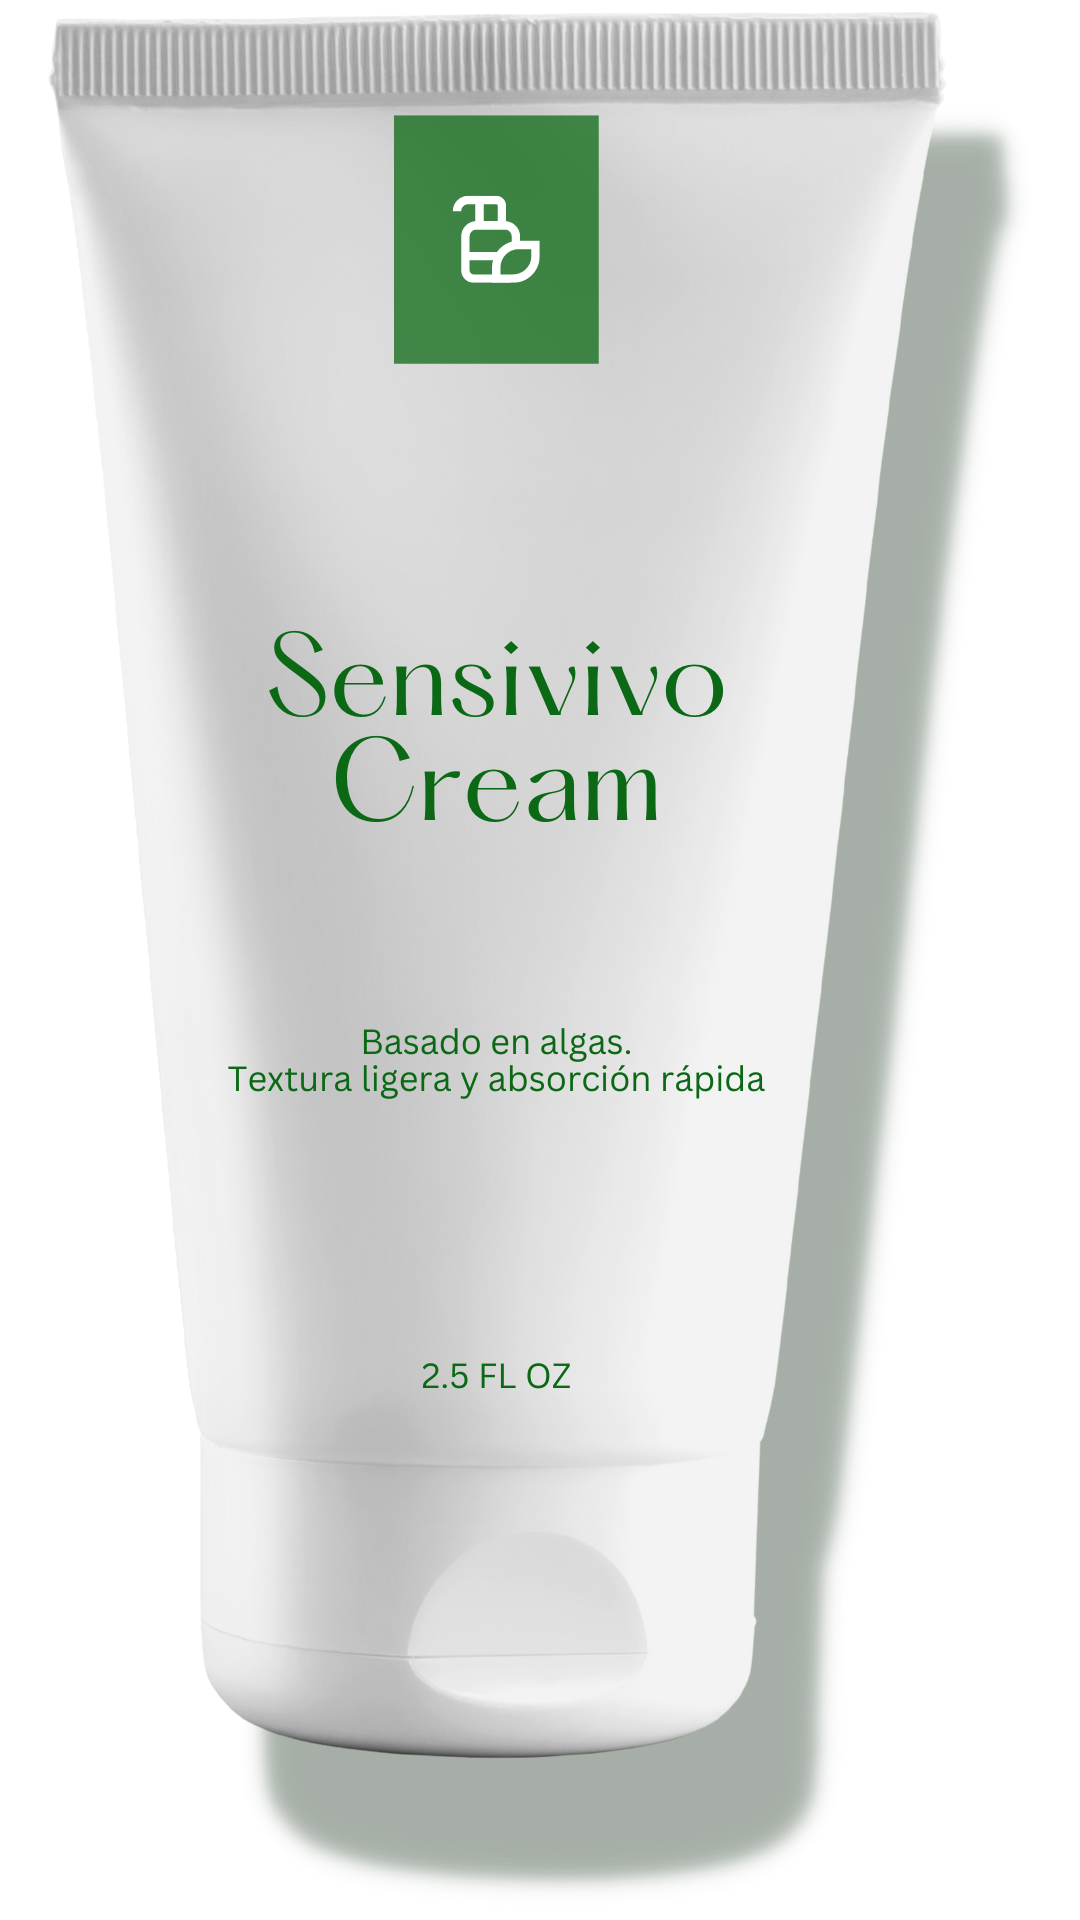 Sensivivo
Cream
Basado en algas.
Textura ligera y absorción rápida
2.5 FL OZ